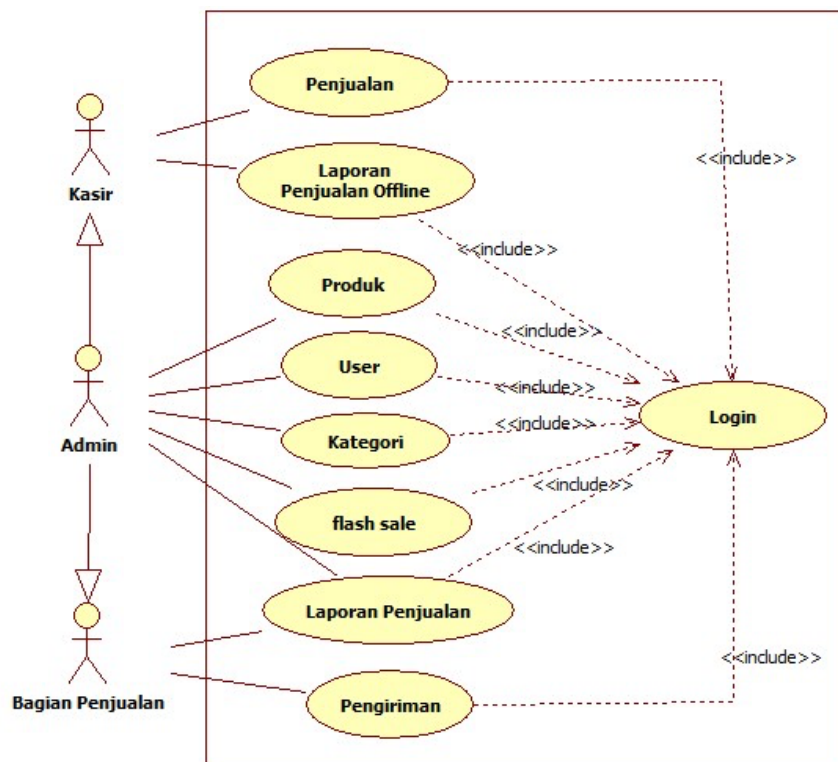 Penjualan
<<include>>
Kasir
Laporan
Penjualan Offline
<<include>>
Produk
<<include>>
User
<<include>>
Admin
Kategori
<<include>>
Login
flash sale
<<include>>
<<include>>
Laporan Penjualan
<<include>>
Bagian Penjualan
Pengiriman